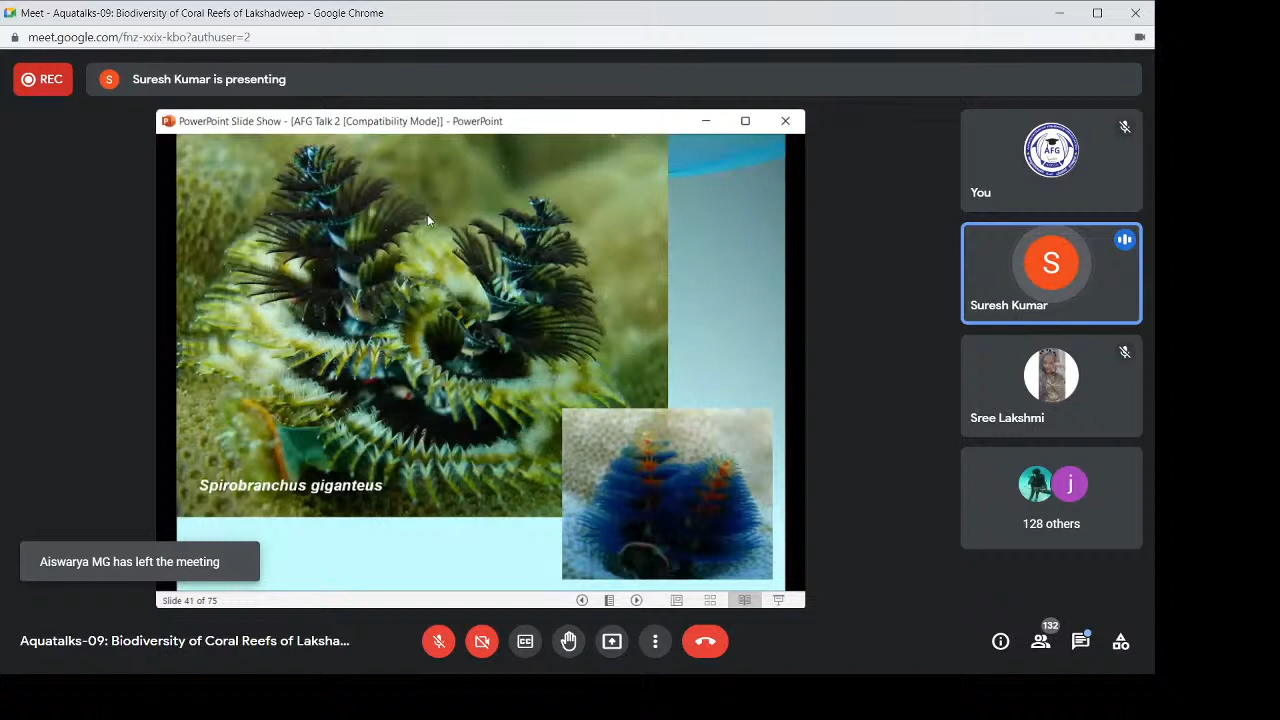 Meet - Aquatalks-09: Biodiversity of Coral Reefs of Lakshadweep - Google Chrome
meet.google.com/fnz-xxix-kbo?authuser=2
REC
S
Suresh Kumar is presenting
PowerPoint Slide Show - [AFG Talk 2 [Compatibility Mode]] - PowerPoint
AFG
You
S
Suresh Kumar
Sree Lakshmi
j
128 others
Spirobranchus giganteus
Aiswarya MG has left the meeting
Slide 41 of 75
Aquatalks-09: Biodiversity of Coral Reefs of Laksha...
CC
132